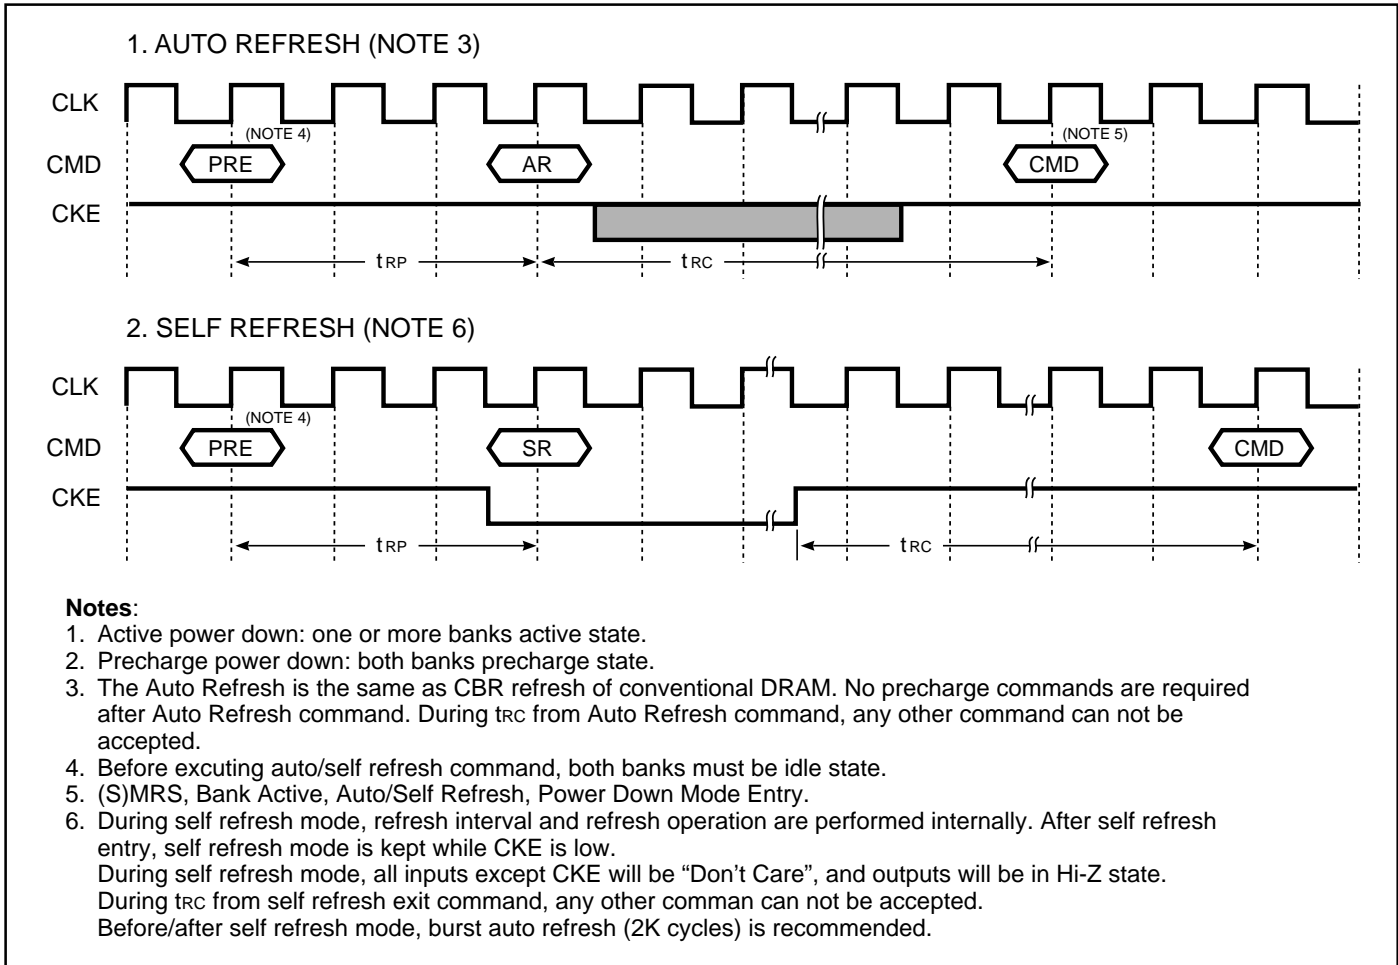 1. AUTO REFRESH (NOTE 3)
CLK
(NOTE 4)
(NOTE 5)
CMD
PRE
AR
CMD
CKE
tRP
tRC
2. SELF REFRESH (NOTE 6)
CLK
(NOTE 4)
CMD
PRE
SR
CMD
CKE
tRP
tRC
Notes:
1. Active power down: one or more banks active state.
2. Precharge power down: both banks precharge state.
3. The Auto Refresh is the same as CBR refresh of conventional DRAM. No precharge commands are required
after Auto Refresh command. During tRC from Auto Refresh command, any other command can not be
accepted.
4. Before excuting auto/self refresh command, both banks must be idle state.
5. (S)MRS, Bank Active, Auto/Self Refresh, Power Down Mode Entry.
6. During self refresh mode, refresh interval and refresh operation are performed internally. After self refresh
entry, self refresh mode is kept while CKE is low.
During self refresh mode, all inputs except CKE will be “Don’t Care”, and outputs will be in Hi-Z state.
During tRC from self refresh exit command, any other comman can not be accepted.
Before/after self refresh mode, burst auto refresh (2K cycles) is recommended.